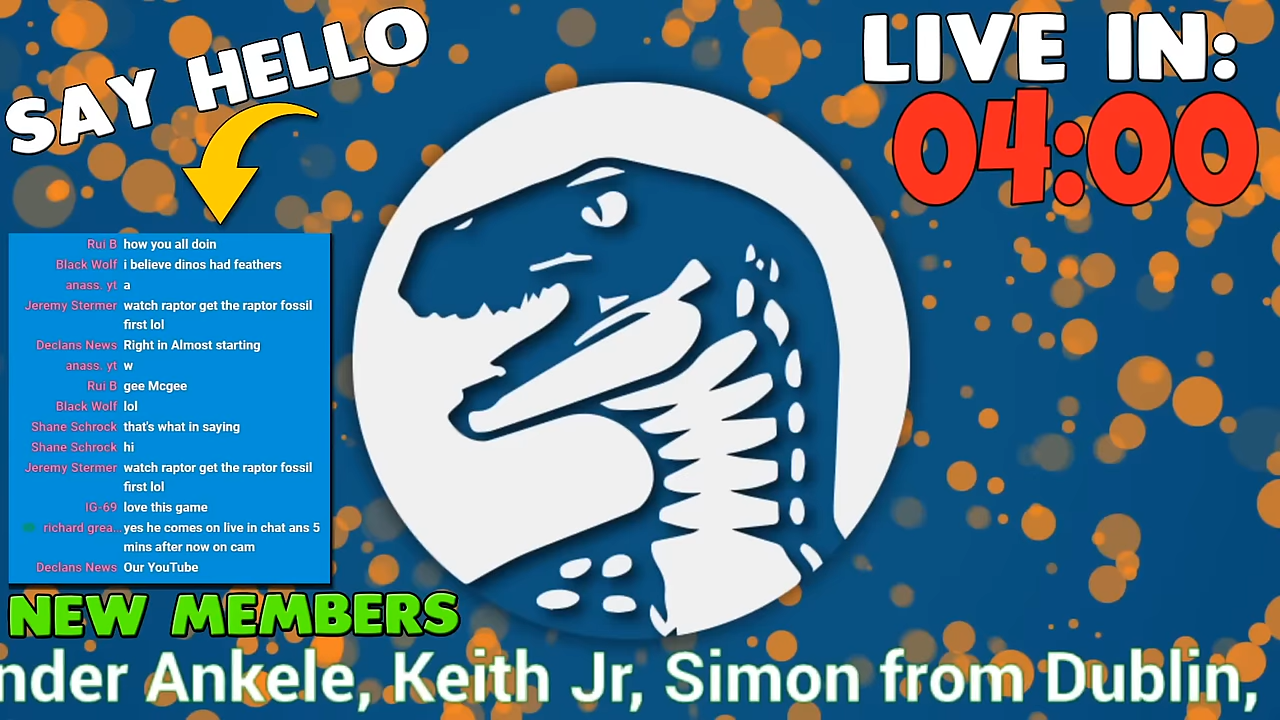 SAY HELLO
LIVE IN:
04:00
Rui B how you all doin
Black Wolf i believe dinos had feathers
anass. yt a
Jeremy Stermer watch raptor get the raptor fossil
first lol
Declans News Right in Almost starting
anass. yt w
Rui B gee Mcgee
Black Wolf lol
Shane Schrock that's what in saying
Shane Schrock hi
Jeremy Stermer watch raptor get the raptor fossil
first lol
IG-69 love this game
richard grea... yes he comes on live in chat ans 5
mins after now on cam
Declans News Our YouTube
NEW MEMBERS
nder Ankele, Keith Jr, Simon from Dublin,